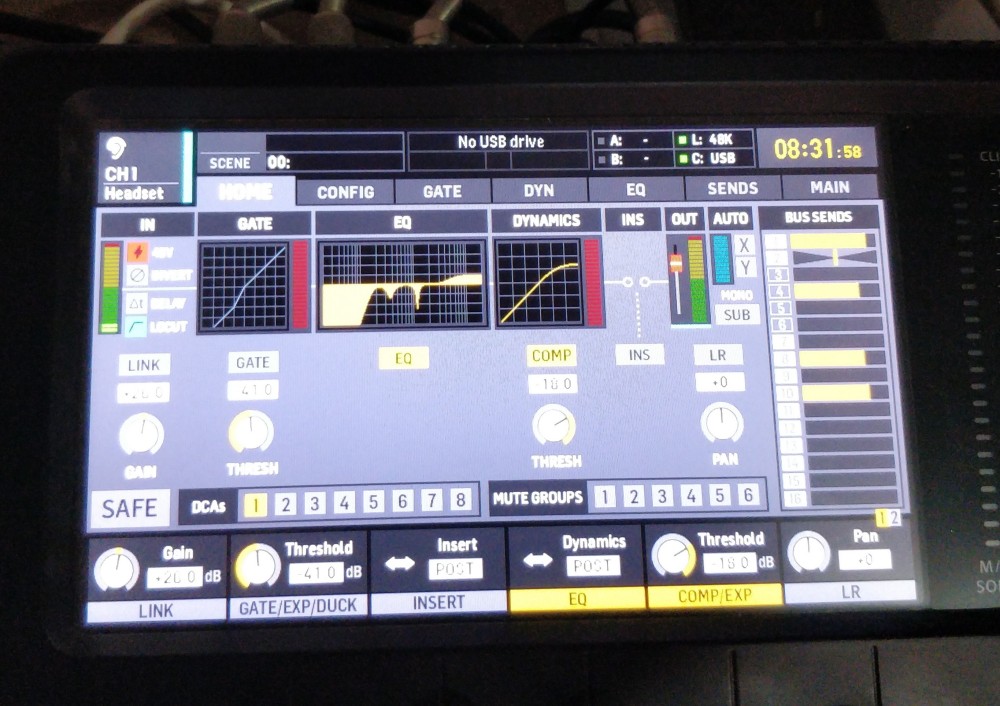 CH1
Headset
SCENE 00:
No USB drive
A: - L: 48K
B: - C: USB
08:31:58
HOME CONFIG GATE DYN EQ SENDS MAIN
IN GATE EQ DYNAMICS INS OUT AUTO BUS SENDS
48V
INVERT
Δt DELAY
LOCUT
X
Y
MONO
SUB
LINK GATE EQ COMP INS LR
+26.0 -41.0 -18.0 +0
GAIN THRESH THRESH PAN
1
2
3
4
5
6
7
8
9
10
11
12
13
14
15
16
SAFE DCAs 1 2 3 4 5 6 7 8 MUTE GROUPS 1 2 3 4 5 6
1 2
Gain Threshold Insert Dynamics Threshold Pan
+26.0 dB -41.0 dB POST POST -18.0 dB +0
LINK GATE/EXP/DUCK INSERT EQ COMP/EXP LR